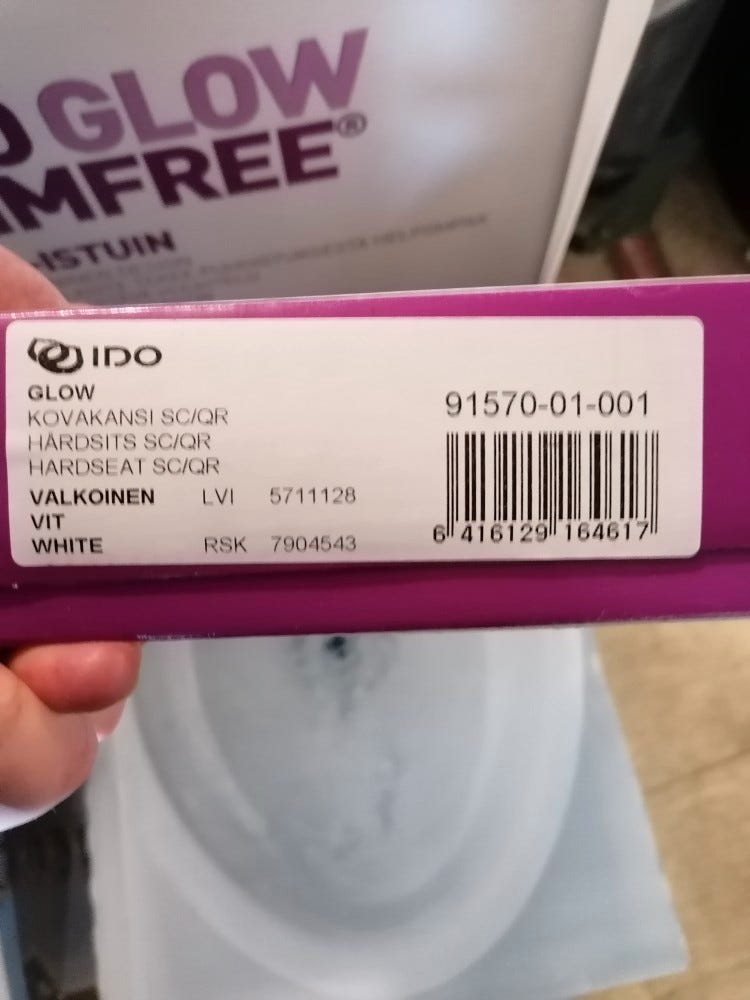 GLOW
MFREE®
-ISTUIN
IDO
GLOW
KOVAKANSI SC/QR
HÅRDSITS SC/QR
HARDSEAT SC/QR
VALKOINEN LVI 5711128
VIT
WHITE RSK 7904543
91570-01-001
6 416129 164617